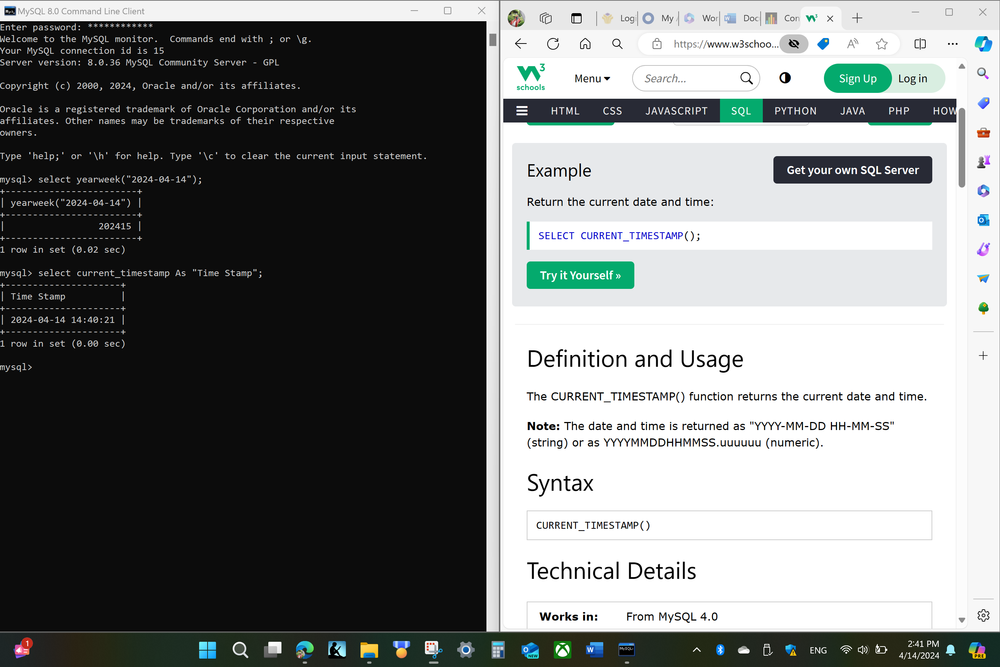 MySQL 8.0 Command Line Client
Enter password: ************
Welcome to the MySQL monitor.  Commands end with ; or \g.
Your MySQL connection id is 15
Server version: 8.0.36 MySQL Community Server - GPL
Copyright (c) 2000, 2024, Oracle and/or its affiliates.
Oracle is a registered trademark of Oracle Corporation and/or its
affiliates. Other names may be trademarks of their respective
owners.
Type 'help;' or '\h' for help. Type '\c' to clear the current input statement.
mysql> select yearweek("2024-04-14");
+------------------------+
| yearweek("2024-04-14") |
+------------------------+
|                 202415 |
+------------------------+
1 row in set (0.02 sec)
mysql> select current_timestamp As "Time Stamp";
+---------------------+
| Time Stamp          |
+---------------------+
| 2024-04-14 14:40:21 |
+---------------------+
1 row in set (0.00 sec)
mysql>
Logi My Wor Doc Con
https://www.w3schoo...
W3 schools
Menu Search... Sign Up Log in
HTML CSS JAVASCRIPT SQL PYTHON JAVA PHP HOW
Example
Get your own SQL Server
Return the current date and time:
SELECT CURRENT_TIMESTAMP();
Try it Yourself »
Definition and Usage
The CURRENT_TIMESTAMP() function returns the current date and time.
Note: The date and time is returned as "YYYY-MM-DD HH-MM-SS"
(string) or as YYYYMMDDHHMMSS.uuuuuu (numeric).
Syntax
CURRENT_TIMESTAMP()
Technical Details
Works in: From MySQL 4.0
1
NEW
MySQL>
ENG
2:41 PM
4/14/2024
PRE